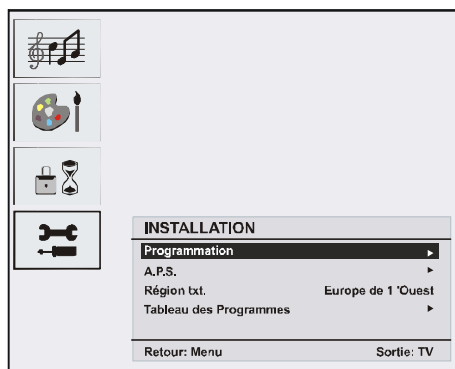 INSTALLATION
Programmation
A.P.S.
Région txt. Europe de 1 'Ouest
Tableau des Programmes
Retour: Menu Sortie: TV